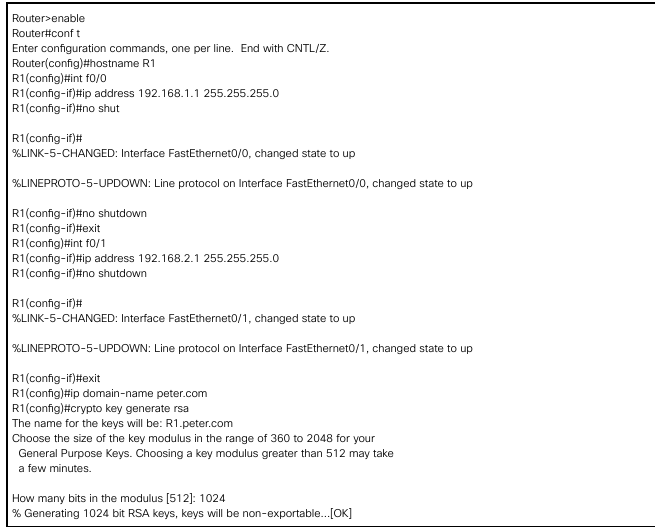 Router>enable
Router#conf t
Enter configuration commands, one per line.  End with CNTL/Z.
Router(config)#hostname R1
R1(config)#int f0/0
R1(config-if)#ip address 192.168.1.1 255.255.255.0
R1(config-if)#no shut
R1(config-if)#
%LINK-5-CHANGED: Interface FastEthernet0/0, changed state to up
%LINEPROTO-5-UPDOWN: Line protocol on Interface FastEthernet0/0, changed state to up
R1(config-if)#no shutdown
R1(config-if)#exit
R1(config)#int f0/1
R1(config-if)#ip address 192.168.2.1 255.255.255.0
R1(config-if)#no shutdown
R1(config-if)#
%LINK-5-CHANGED: Interface FastEthernet0/1, changed state to up
%LINEPROTO-5-UPDOWN: Line protocol on Interface FastEthernet0/1, changed state to up
R1(config-if)#exit
R1(config)#ip domain-name peter.com
R1(config)#crypto key generate rsa
The name for the keys will be: R1.peter.com
Choose the size of the key modulus in the range of 360 to 2048 for your
General Purpose Keys. Choosing a key modulus greater than 512 may take
a few minutes.
How many bits in the modulus [512]: 1024
% Generating 1024 bit RSA keys, keys will be non-exportable...[OK]